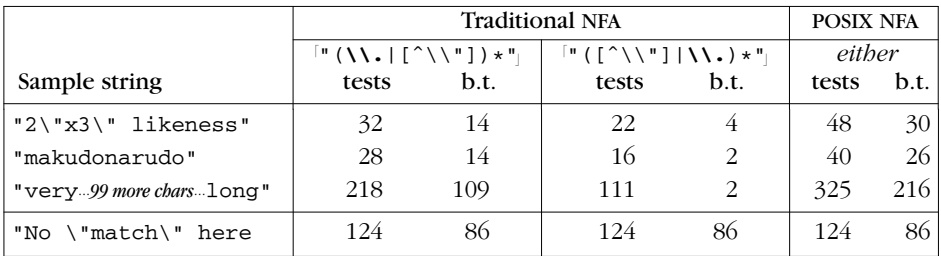 Traditional NFA POSIX NFA
⌈"(\\.|[^\\"])*"⌋ ⌈"([^\\"]|\\.)*"⌋ either
Sample string tests b.t. tests b.t. tests b.t.
"2\"x3\" likeness" 32 14 22 4 48 30
"makudonarudo" 28 14 16 2 40 26
"very...99 more chars...long" 218 109 111 2 325 216
"No \"match\" here 124 86 124 86 124 86